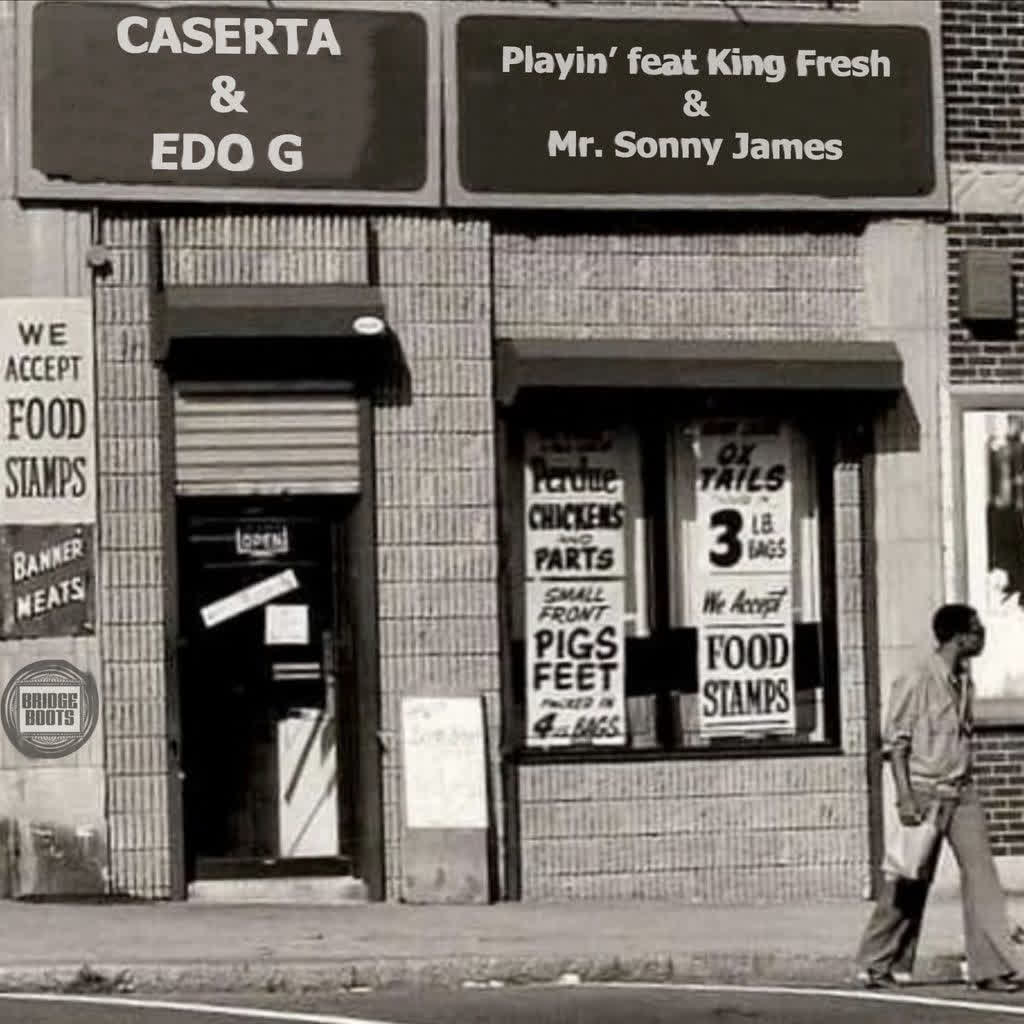 CASERTA
&
EDO G
Playin' feat King Fresh
&
Mr. Sonny James
WE
ACCEPT
FOOD
STAMPS
BANNER
MEATS
BRIDGE
BOOTS
OPEN
Perdue
CHICKENS
AND
PARTS
SMALL
FRONT
PIGS
FEET
PACKED IN
4 LB. BAGS
OX
TAILS
3 LB.
BAGS
We Accept
FOOD
STAMPS